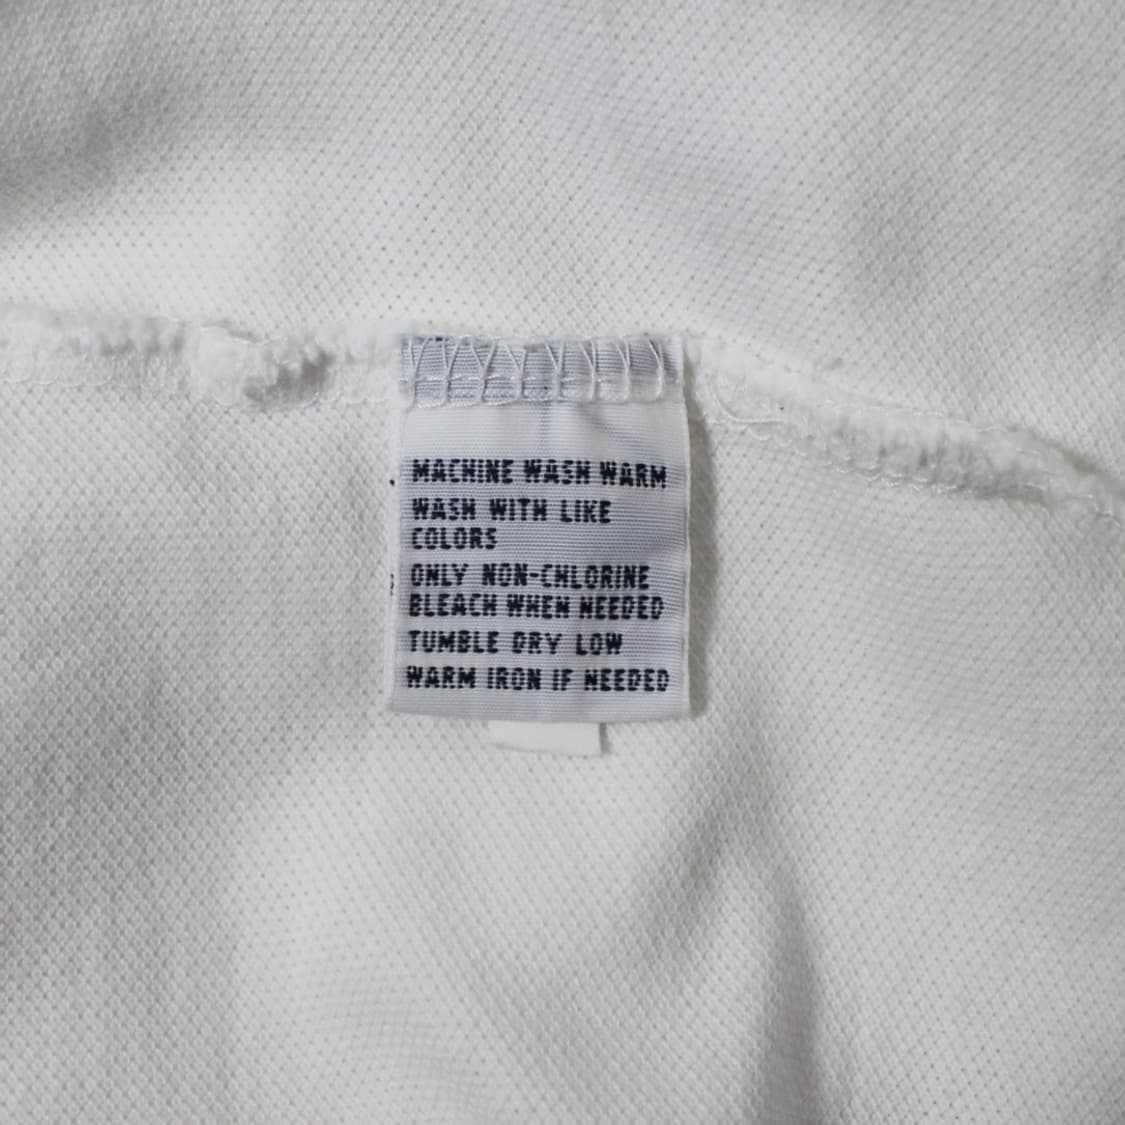 MACHINE WASH WARM
WASH WITH LIKE
COLORS
ONLY NON-CHLORINE
BLEACH WHEN NEEDED
TUMBLE DRY LOW
WARM IRON IF NEEDED